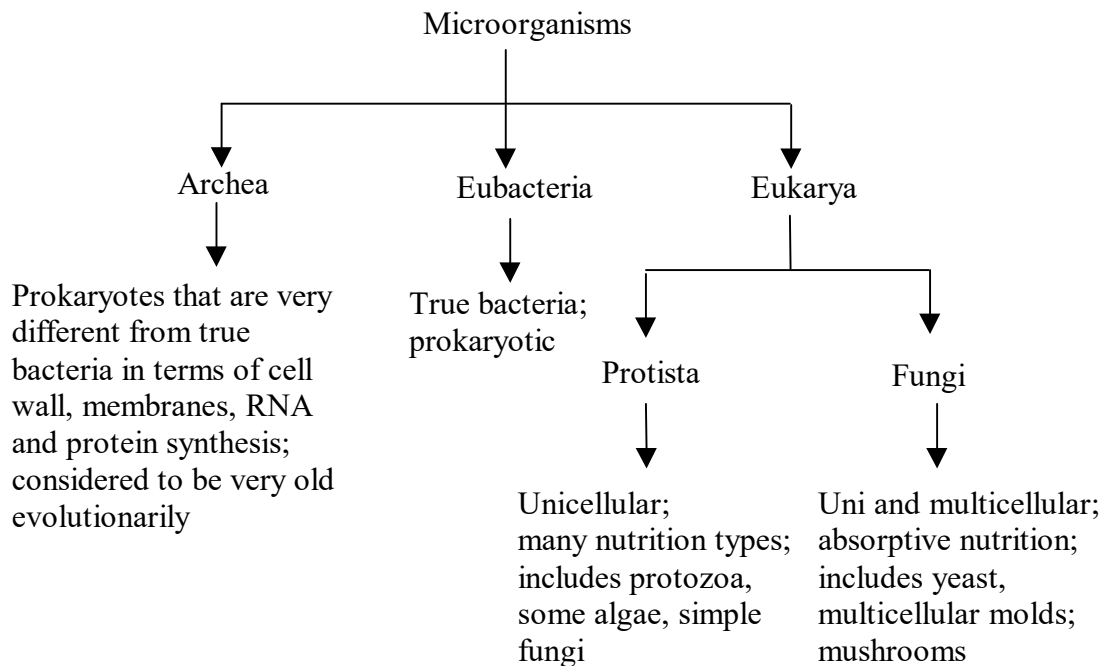 Microorganisms
Archea
Eubacteria
Eukarya
Prokaryotes that are very
different from true
bacteria in terms of cell
wall, membranes, RNA
and protein synthesis;
considered to be very old
evolutionarily
True bacteria;
prokaryotic
Protista
Fungi
Unicellular;
many nutrition types;
includes protozoa,
some algae, simple
fungi
Uni and multicellular;
absorptive nutrition;
includes yeast,
multicellular molds;
mushrooms